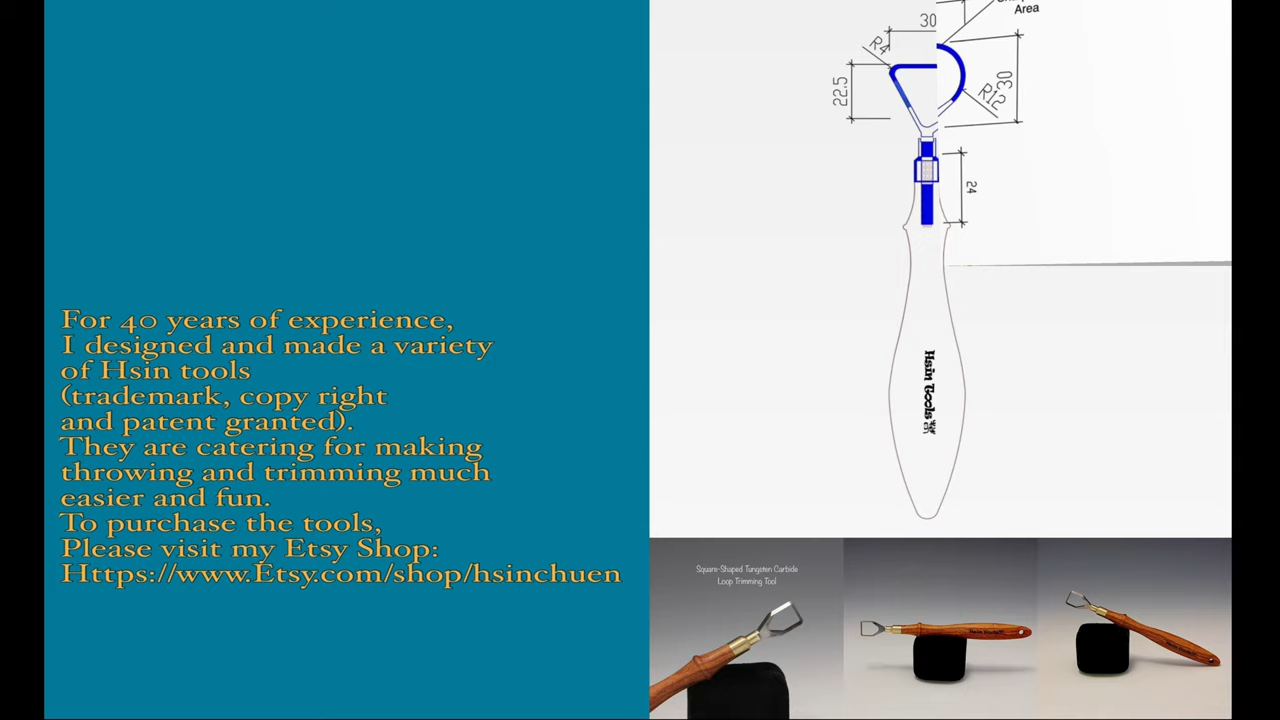 For 40 years of experience,
I designed and made a variety
of Hsin tools
(trademark, copy right
and patent granted).
They are catering for making
throwing and trimming much
easier and fun.
To purchase the tools,
Please visit my Etsy Shop:
Https://www.Etsy.com/shop/hsinchuen
Area
30
R4
22.5
30
R12
24
Hsin Tools
Square-Shaped Tungsten Carbide
Loop Trimming Tool